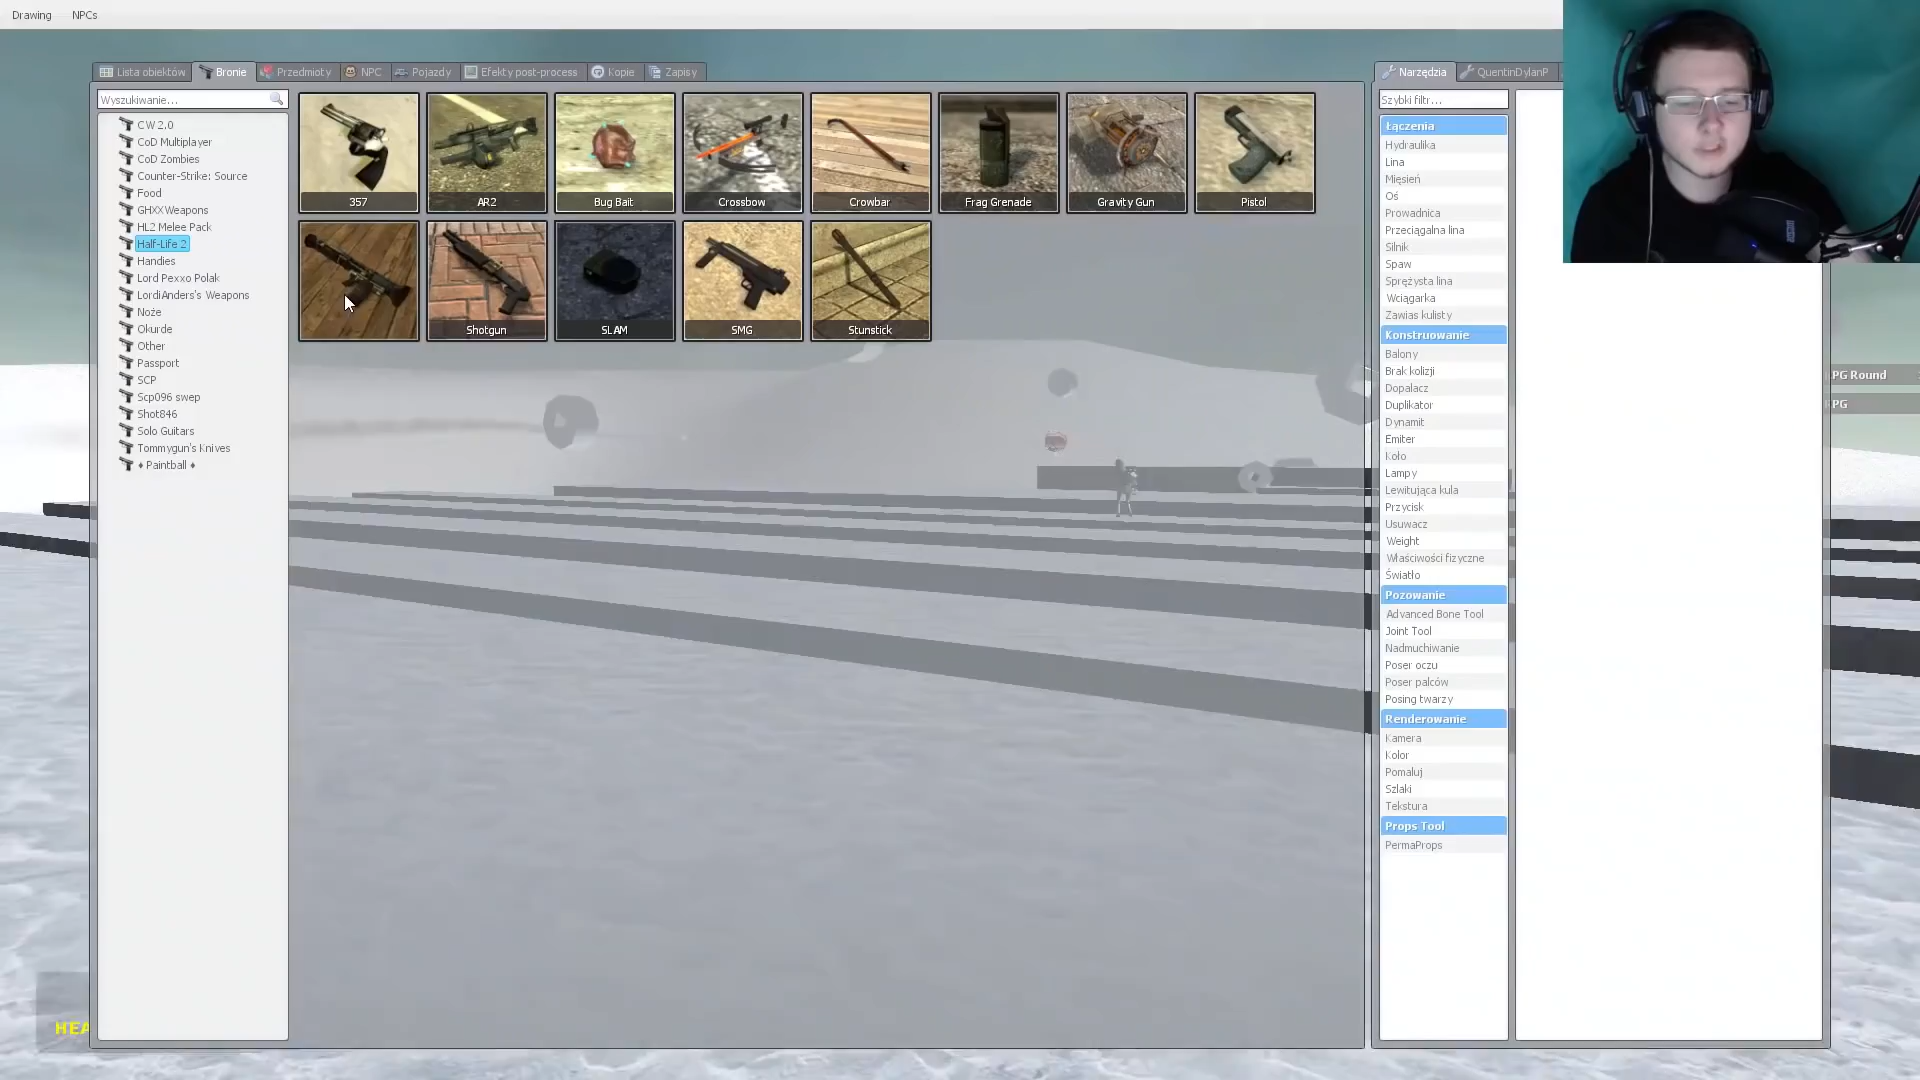 Drawing NPCs
Lista obiektów Bronie Przedmioty NPC Pojazdy Efekty post-process Kopie Zapisy
Narzędzia QuentinDylanP
Wyszukiwanie...
CW 2.0
CoD Multiplayer
CoD Zombies
Counter-Strike: Source
Food
GHXX Weapons
HL2 Melee Pack
Half-Life 2
Handies
Lord Pexxo Polak
LordiAnders's Weapons
Noże
Okurde
Other
Passport
SCP
Scp096 swep
Shot846
Solo Guitars
Tommygun's Knives
♦ Paintball ♦
357 AR2 Bug Bait Crossbow Crowbar Frag Grenade Gravity Gun Pistol
Shotgun SLAM SMG Stunstick
Szybki filtr...
Łączenia
Hydraulika
Lina
Mięsień
Oś
Prowadnica
Przeciągalna lina
Silnik
Spaw
Sprężysta lina
Wciągarka
Zawias kulisty
Konstruowanie
Balony
Brak kolizji
Dopalacz
Duplikator
Dynamit
Emiter
Koło
Lampy
Lewitująca kula
Przycisk
Usuwacz
Weight
Właściwości fizyczne
Światło
Pozowanie
Advanced Bone Tool
Joint Tool
Nadmuchiwanie
Poser oczu
Poser palców
Posing twarzy
Renderowanie
Kamera
Kolor
Pomaluj
Szlaki
Tekstura
Props Tool
PermaProps
PG Round
PG
HEA